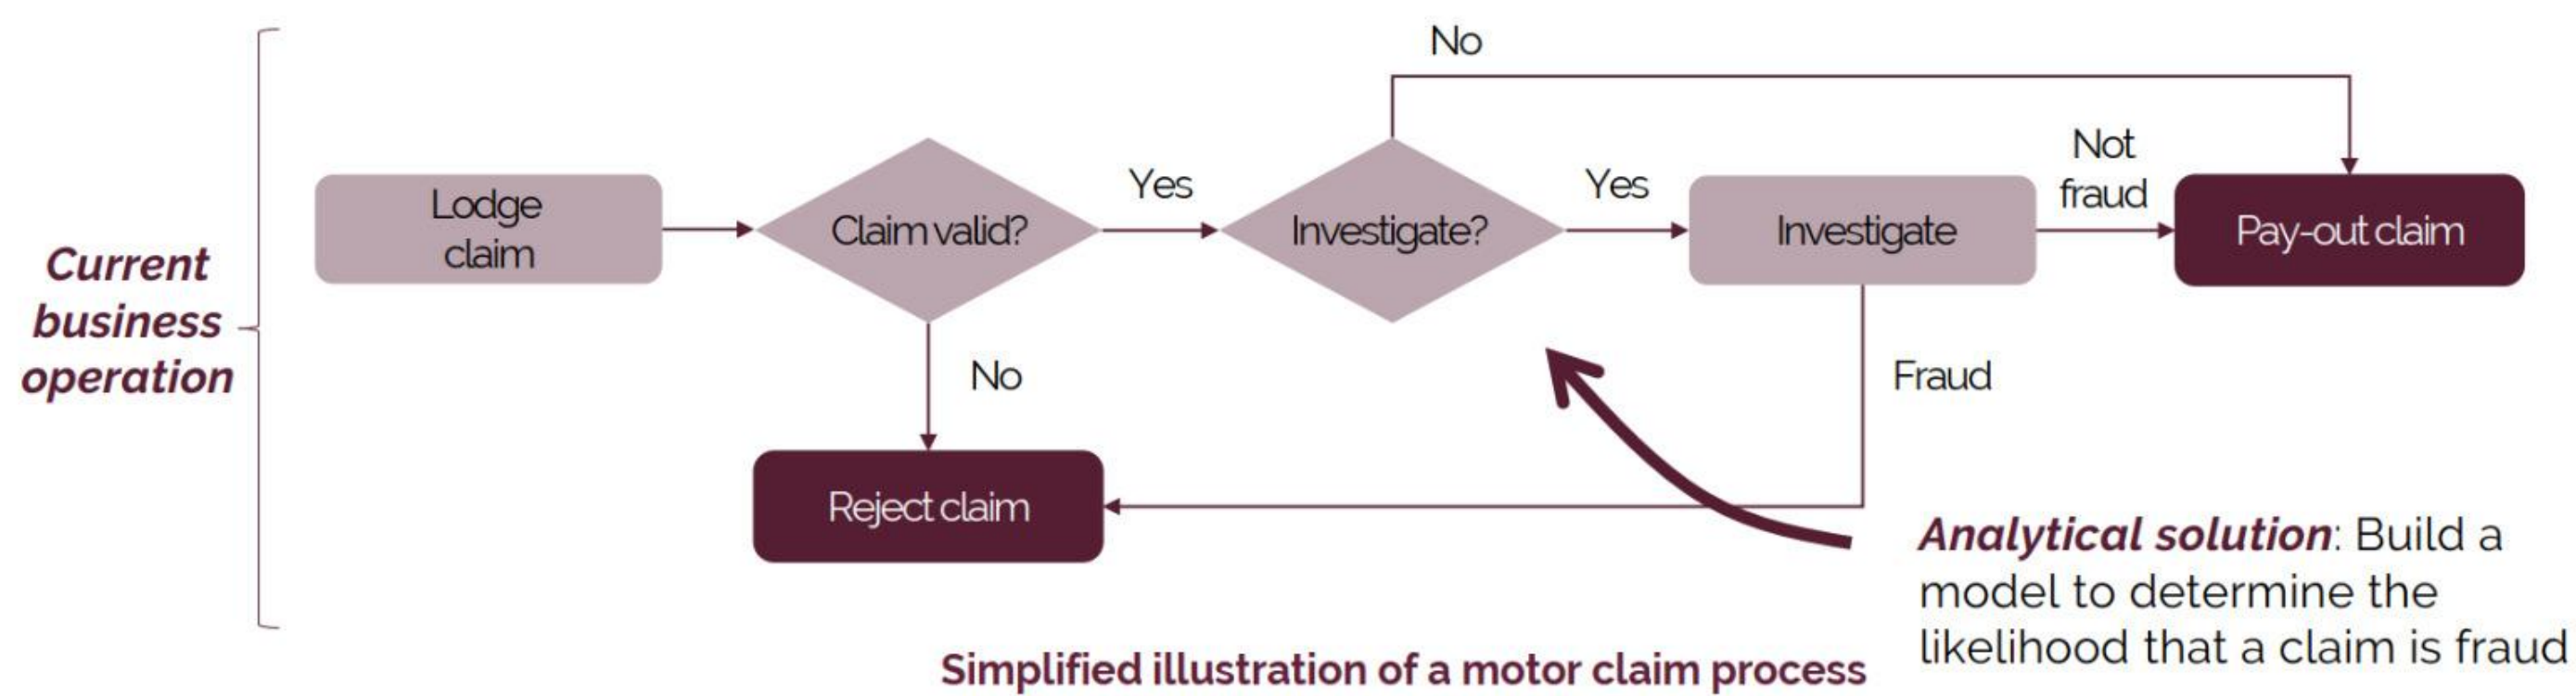 No
Current
business
operation
Lodge
claim
Claim valid?
Yes
Investigate?
Yes
Investigate
Not
fraud
Pay-out claim
No
Fraud
Reject claim
Analytical solution: Build a
model to determine the
likelihood that a claim is fraud
Simplified illustration of a motor claim process